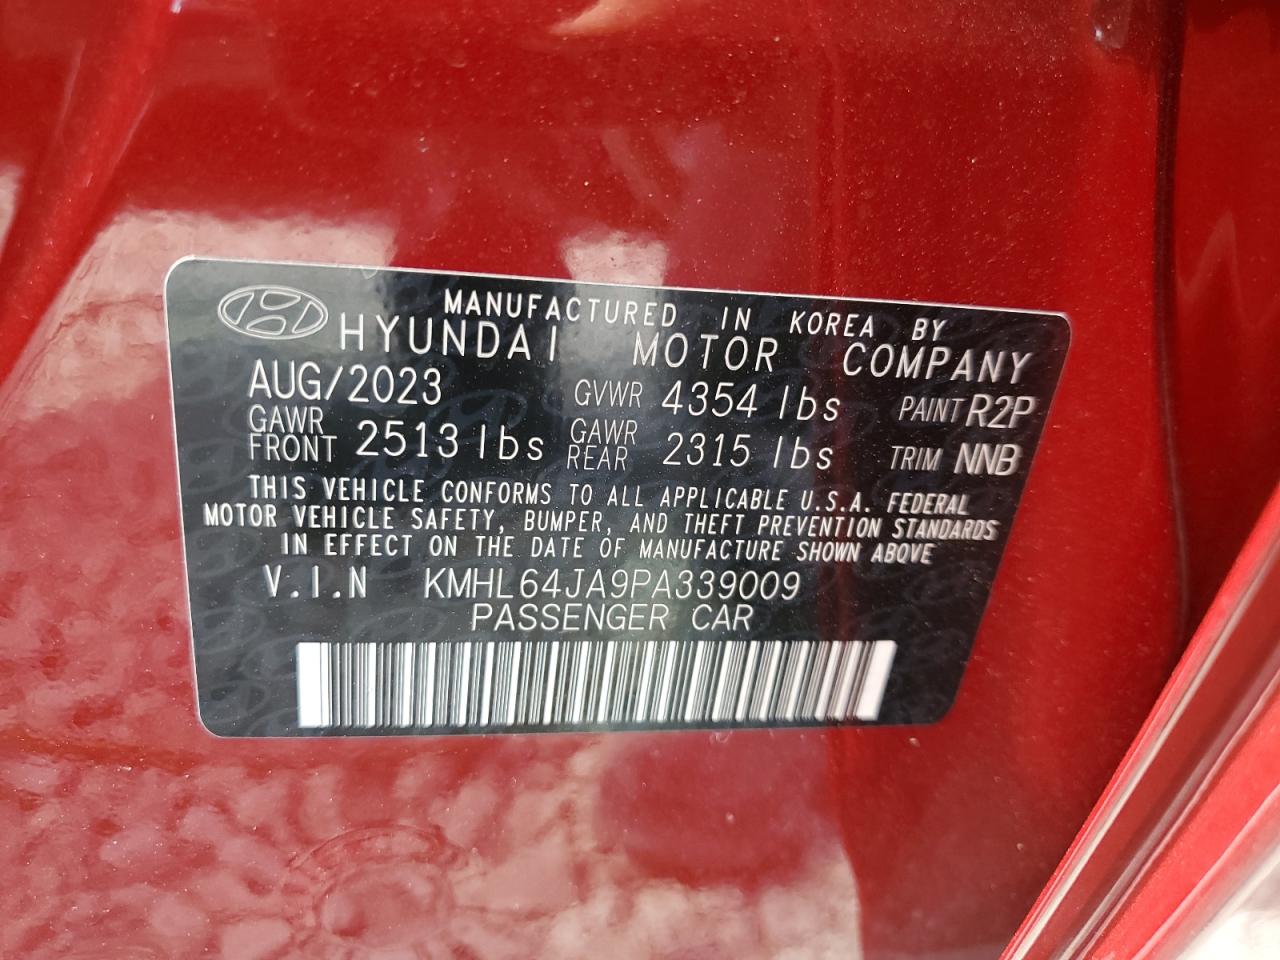 MANUFACTURED IN KOREA BY
HYUNDAI MOTOR COMPANY
AUG/2023 GVWR 4354 lbs PAINT R2P
GAWR FRONT 2513 lbs GAWR REAR 2315 lbs TRIM NNB
THIS VEHICLE CONFORMS TO ALL APPLICABLE U.S.A. FEDERAL
MOTOR VEHICLE SAFETY, BUMPER, AND THEFT PREVENTION STANDARDS
IN EFFECT ON THE DATE OF MANUFACTURE SHOWN ABOVE
V.I.N KMHL64JA9PA339009
PASSENGER CAR